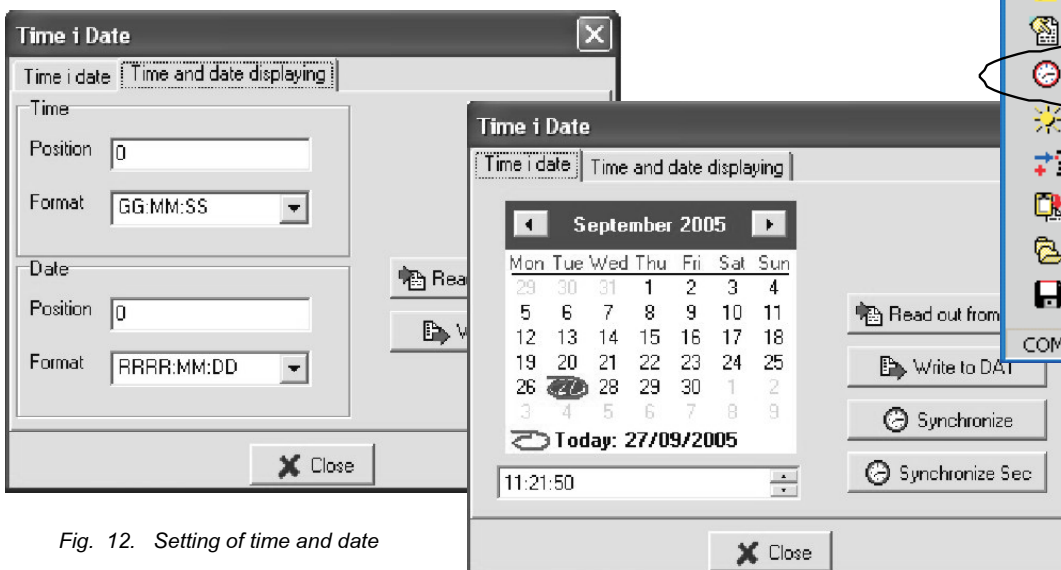 Time i Date
Time i date Time and date displaying
Time
Position 0
Format GG:MM:SS
Date
Position 0
Format RRRR:MM:DD
Close
Time i Date
Time i date Time and date displaying
September 2005
Mon Tue Wed Thu Fri Sat Sun
29 30 31 1 2 3 4
5 6 7 8 9 10 11
12 13 14 15 16 17 18
19 20 21 22 23 24 25
26 27 28 29 30 1 2
3 4 5 6 7 8 9
Today: 27/09/2005
11:21:50
Read out from
Write to DAT
Synchronize
Synchronize Sec
Close
COM
Fig. 12. Setting of time and date